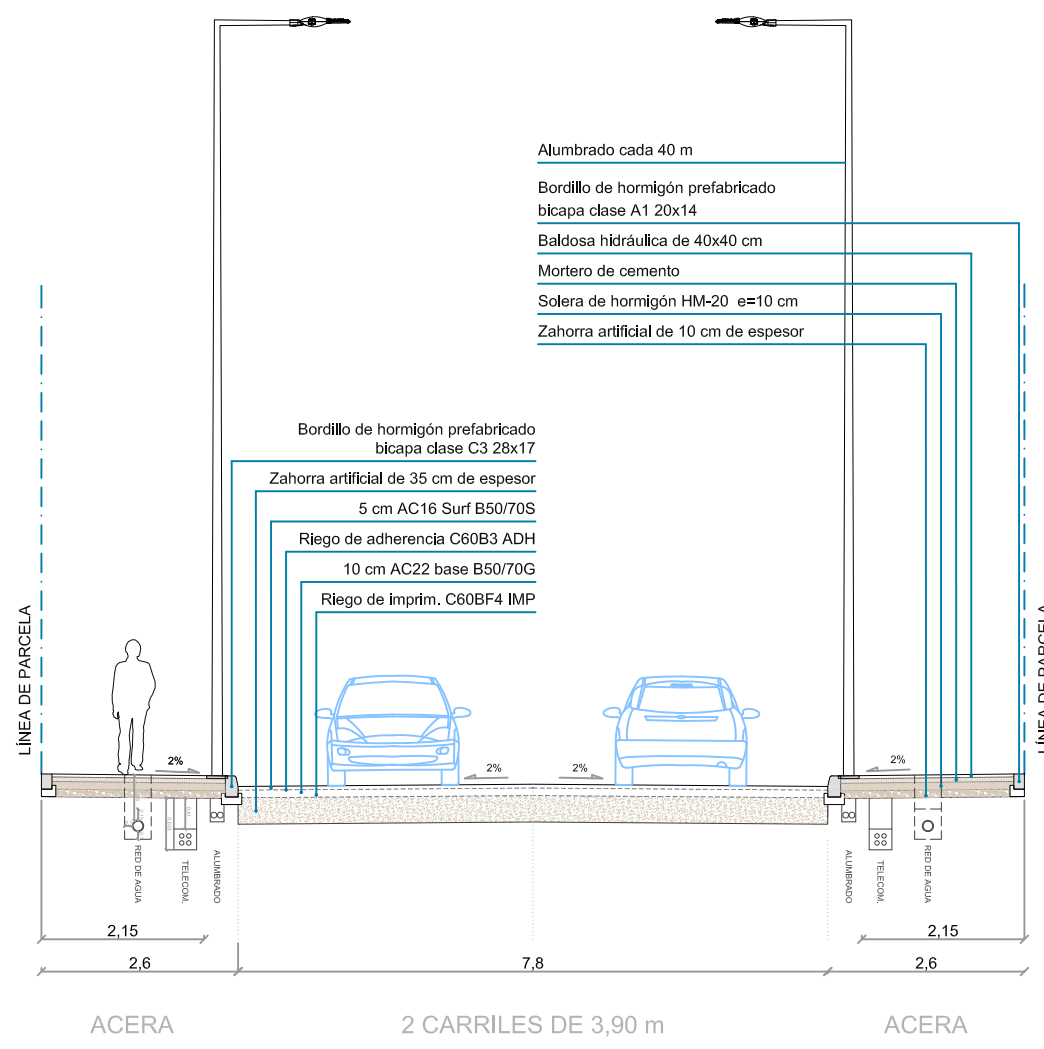 Alumbrado cada 40 m
Bordillo de hormigón prefabricado
bicapa clase A1 20x14
Baldosa hidráulica de 40x40 cm
Mortero de cemento
Solera de hormigón HM-20 e=10 cm
Zahorra artificial de 10 cm de espesor
Bordillo de hormigón prefabricado
bicapa clase C3 28x17
Zahorra artificial de 35 cm de espesor
5 cm AC16 Surf B50/70S
Riego de adherencia C60B3 ADH
10 cm AC22 base B50/70G
Riego de imprim. C60BF4 IMP
LÍNEA DE PARCELA
LÍNEA DE PARCELA
2%
2%
2%
2%
RED DE AGUA
TELECOM.
ALUMBRADO
ALUMBRADO
TELECOM.
RED DE AGUA
2,15
2,15
2,6
7,8
2,6
ACERA
2 CARRILES DE 3,90 m
ACERA